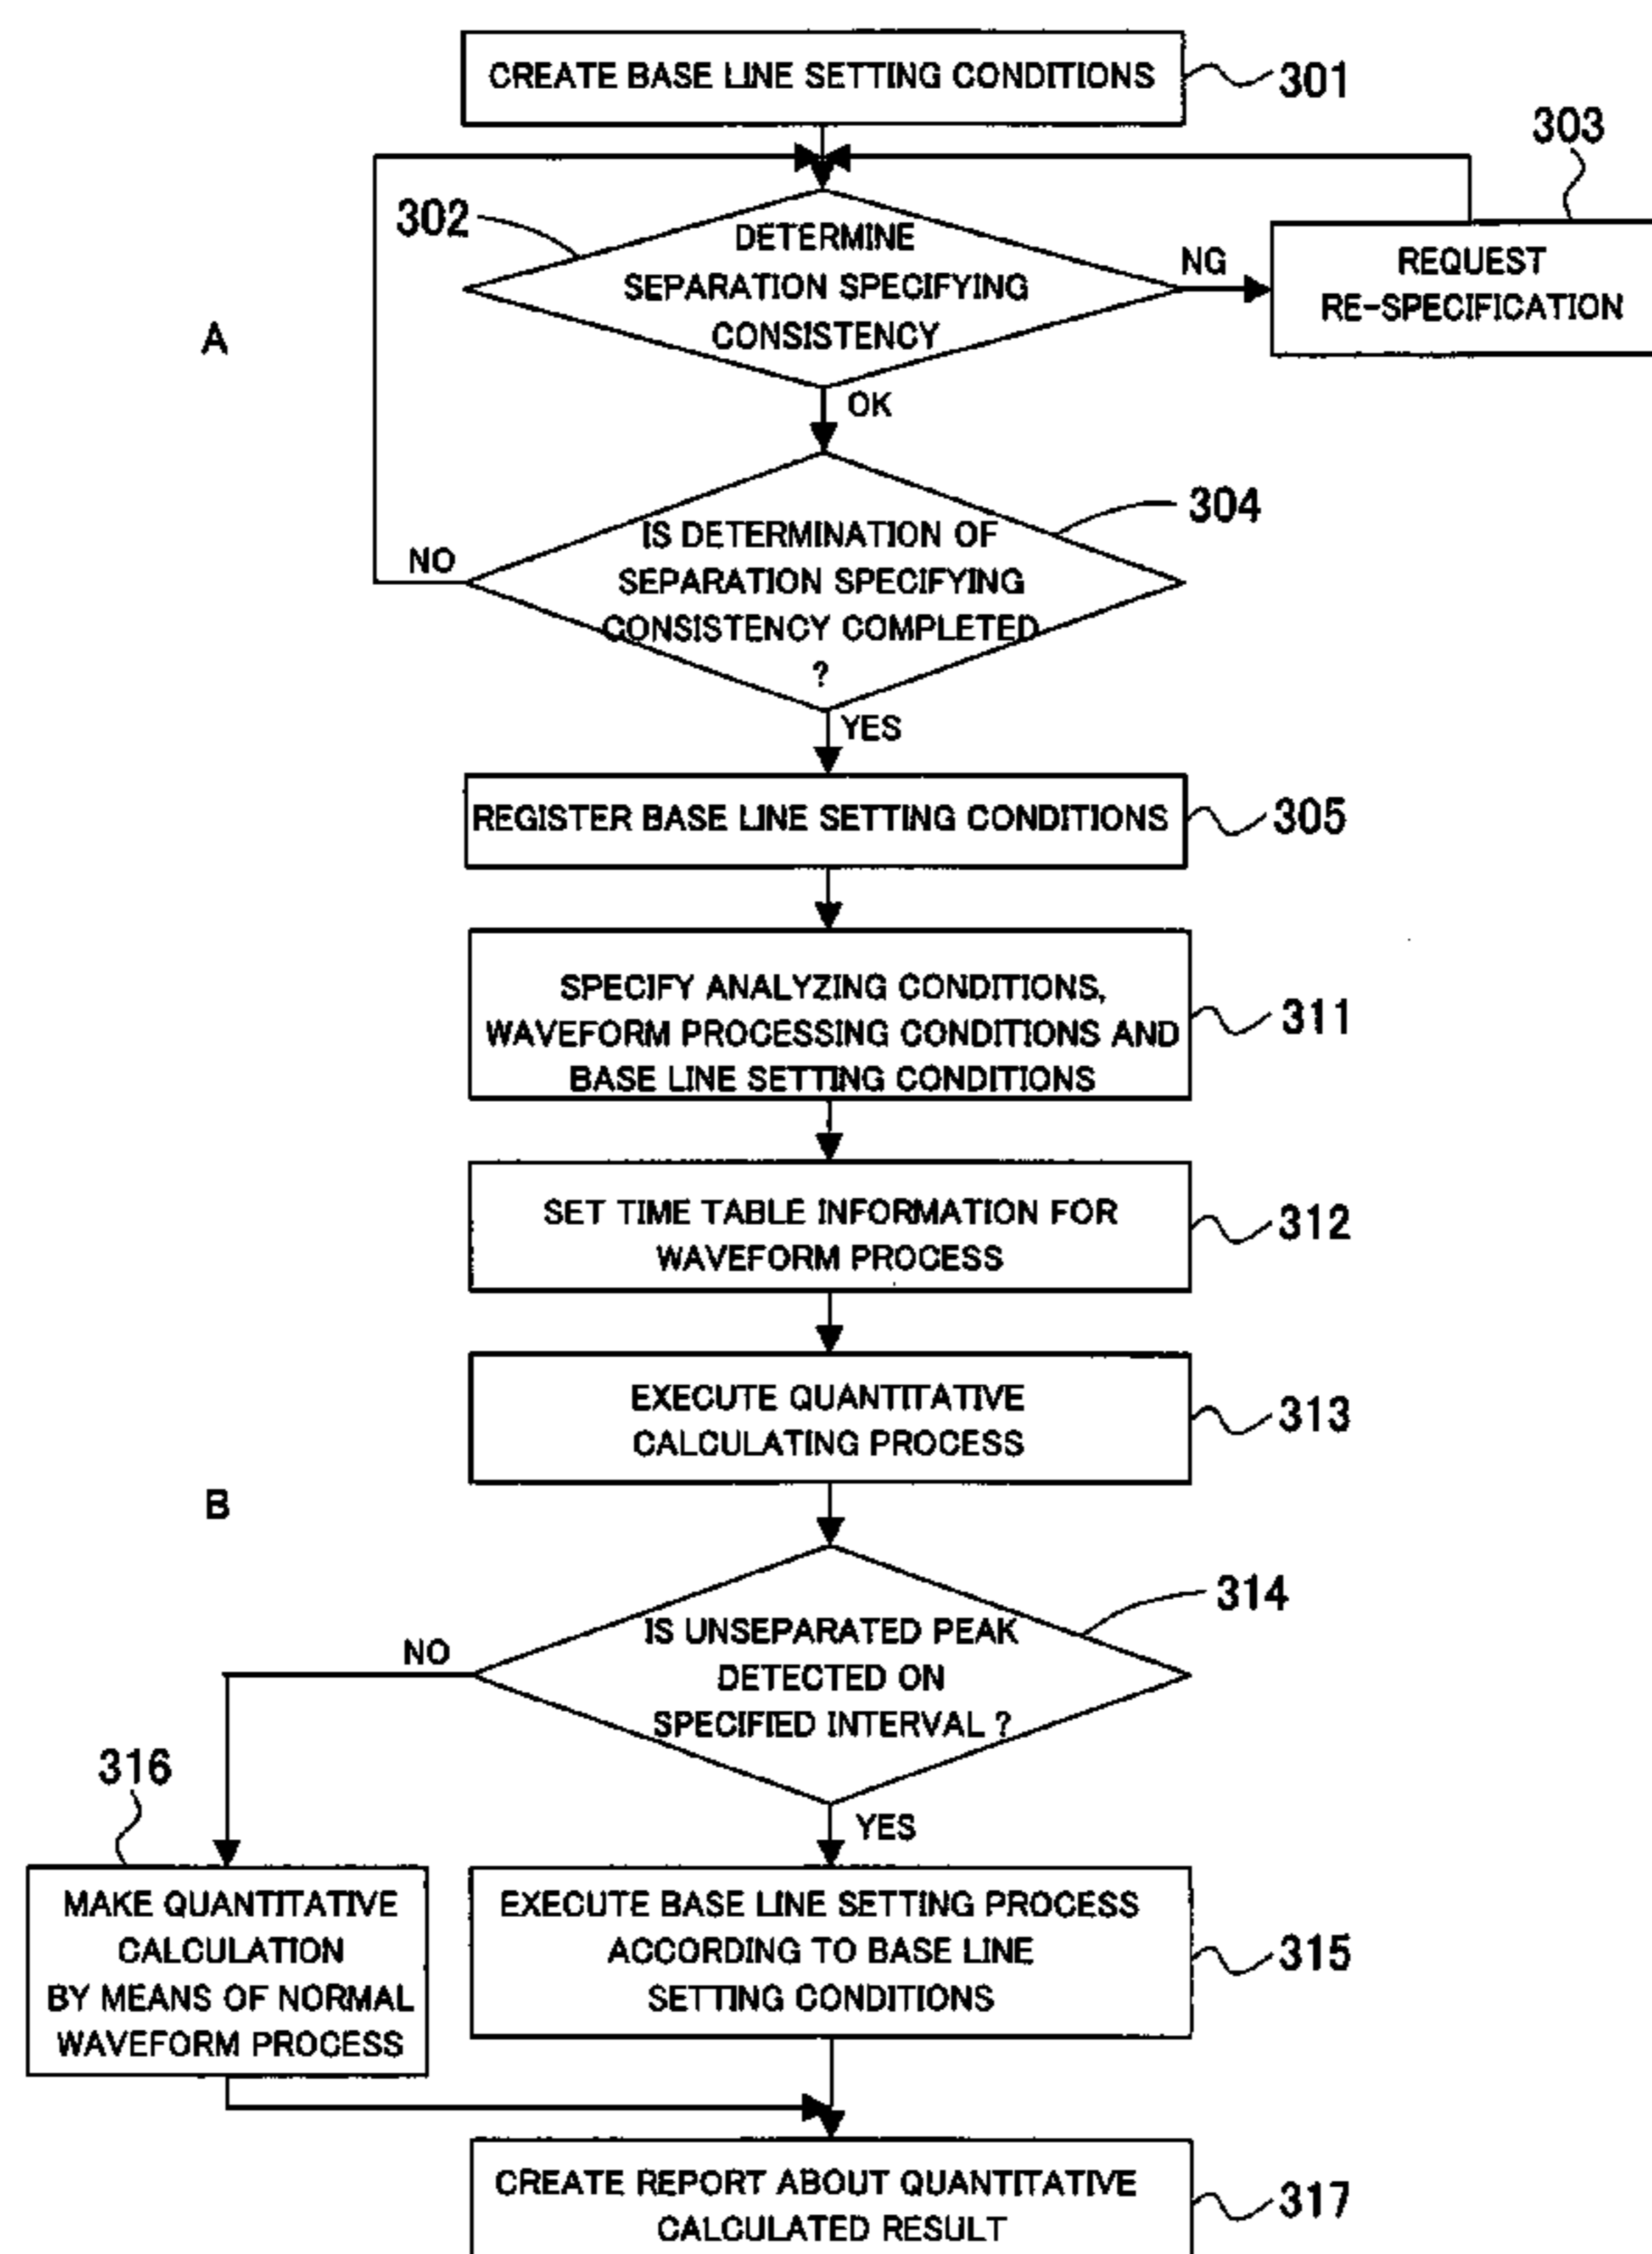 CREATE BASE LINE SETTING CONDITIONS
301
303
302
DETERMINE
SEPARATION SPECIFYING
CONSISTENCY
NG
REQUEST
RE-SPECIFICATION
A
OK
304
IS DETERMINATION OF
SEPARATION SPECIFYING
CONSISTENCY COMPLETED
?
NO
YES
REGISTER BASE LINE SETTING CONDITIONS
305
SPECIFY ANALYZING CONDITIONS,
WAVEFORM PROCESSING CONDITIONS AND
BASE LINE SETTING CONDITIONS
311
SET TIME TABLE INFORMATION FOR
WAVEFORM PROCESS
312
EXECUTE QUANTITATIVE
CALCULATING PROCESS
313
B
314
IS UNSEPARATED PEAK
DETECTED ON
SPECIFIED INTERVAL ?
NO
YES
316
MAKE QUANTITATIVE
CALCULATION
BY MEANS OF NORMAL
WAVEFORM PROCESS
EXECUTE BASE LINE SETTING PROCESS
ACCORDING TO BASE LINE
SETTING CONDITIONS
315
CREATE REPORT ABOUT QUANTITATIVE
CALCULATED RESULT
317